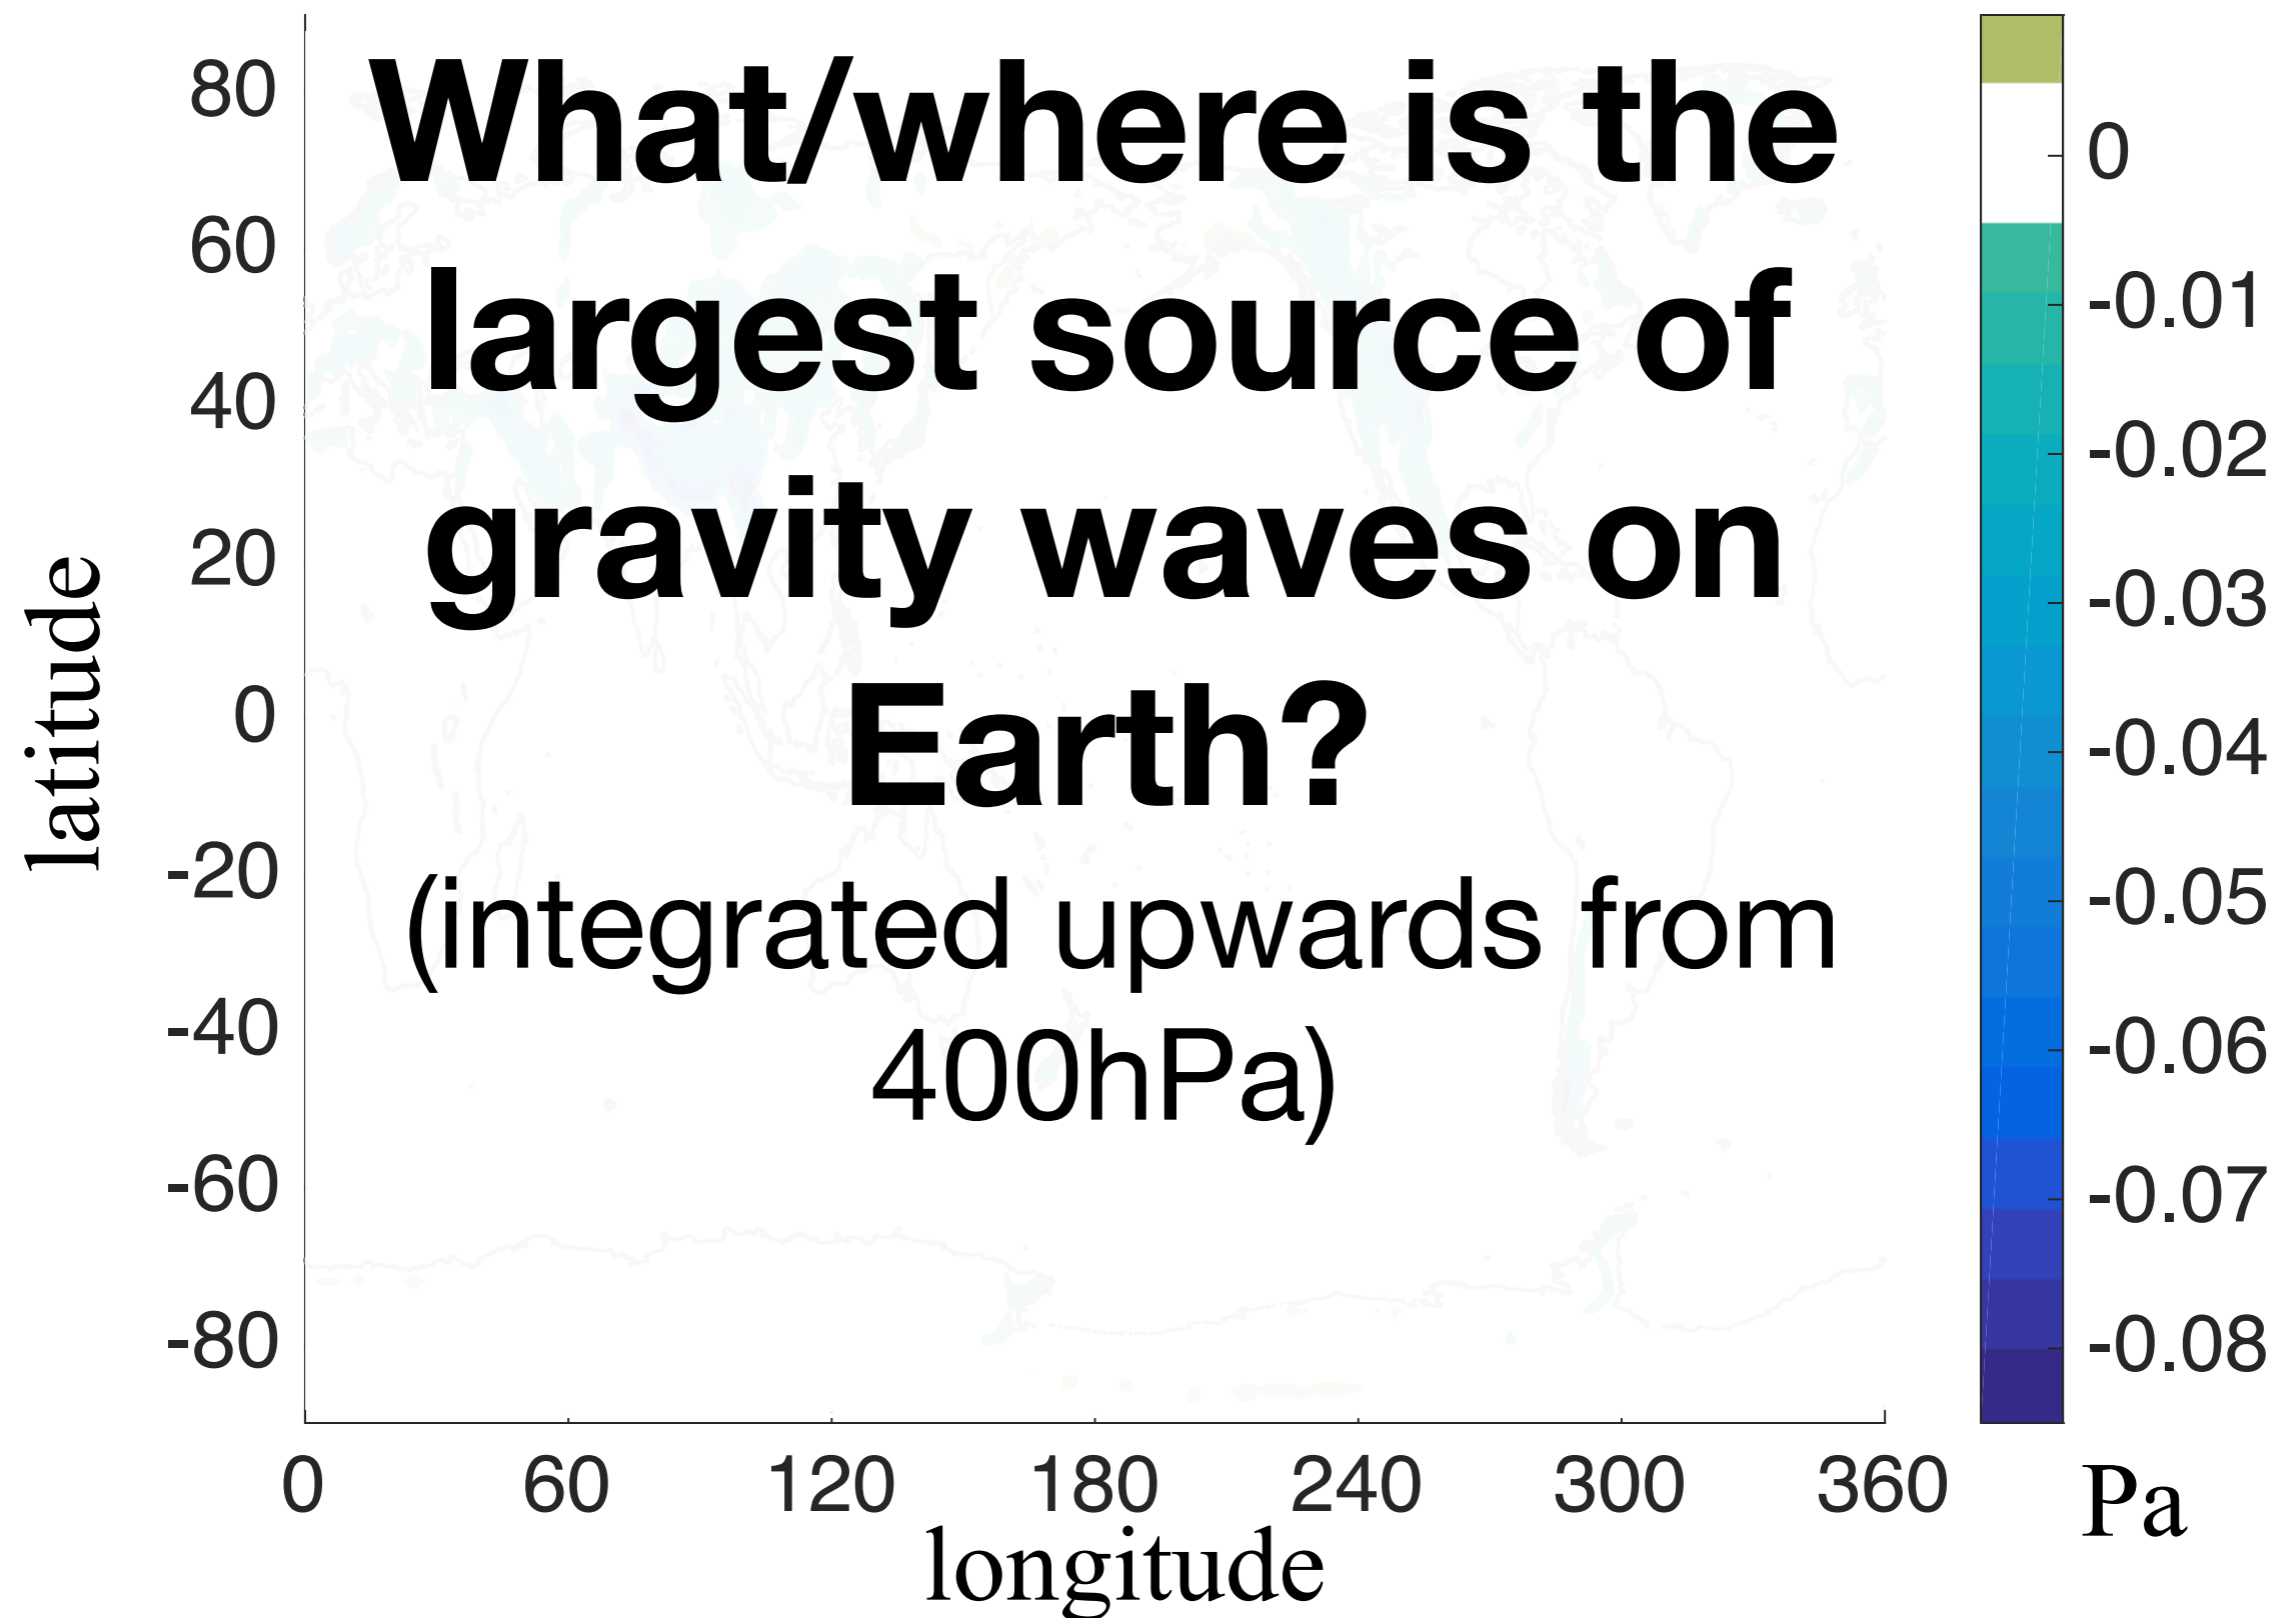 What/where is the
largest source of
gravity waves on
Earth?
(integrated upwards from
400hPa)
latitude
80
60
40
20
0
-20
-40
-60
-80
0 60 120 180 240 300 360
longitude
0
-0.01
-0.02
-0.03
-0.04
-0.05
-0.06
-0.07
-0.08
Pa